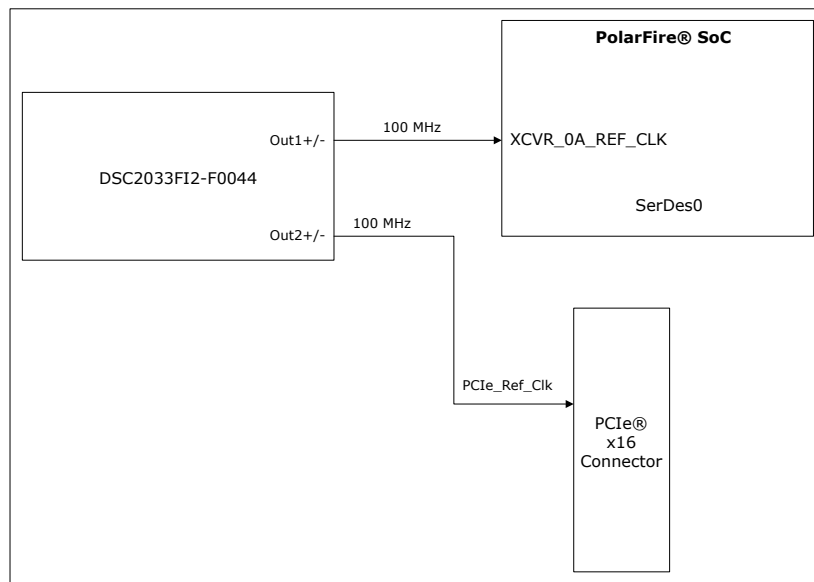 PolarFire® SoC
Out1+/-
100 MHz
XCVR_0A_REF_CLK
DSC2033FI2-F0044
SerDes0
Out2+/-
100 MHz
PCIe_Ref_Clk
PCIe®
x16
Connector